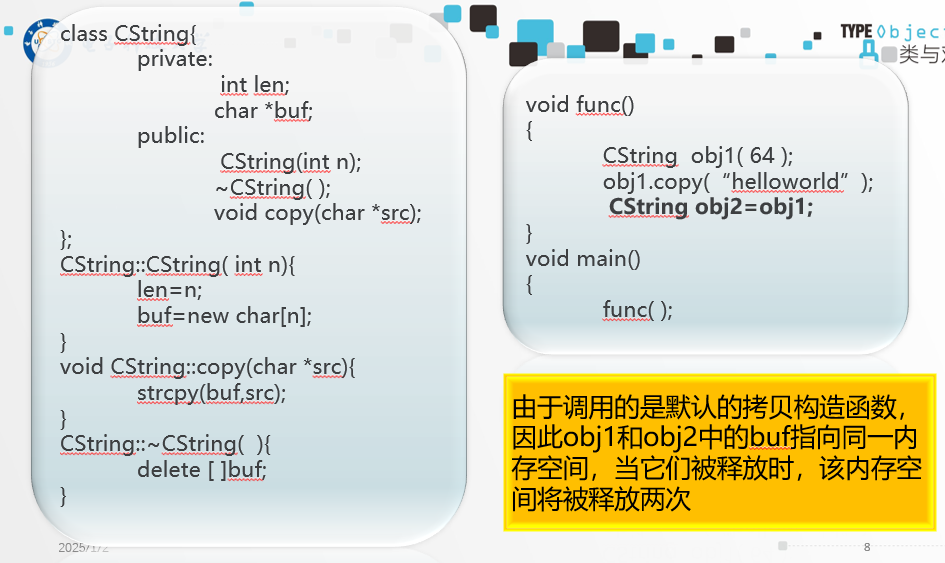 class CString{
private:
int len;
char *buf;
public:
CString(int n);
~CString( );
void copy(char *src);
};
CString::CString( int n){
len=n;
buf=new char[n];
}
void CString::copy(char *src){
strcpy(buf,src);
}
CString::~CString(  ){
delete [ ]buf;
}
TYPE Objec
类与
void func()
{
CString  obj1( 64 );
obj1.copy(“helloworld”);
CString obj2=obj1;
}
void main()
{
func( );
由于调用的是默认的拷贝构造函数，
因此obj1和obj2中的buf指向同一内
存空间，当它们被释放时，该内存空
间将被释放两次
2025/1/2
8